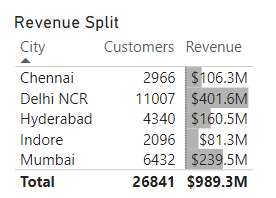 Revenue Split
City Customers Revenue
Chennai 2966 $106.3M
Delhi NCR 11007 $401.6M
Hyderabad 4340 $160.5M
Indore 2096 $81.3M
Mumbai 6432 $239.5M
Total 26841 $989.3M